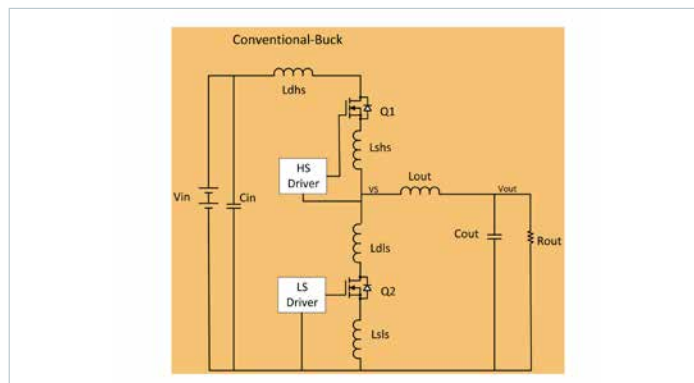 Conventional-Buck
Ldhs
Q1
Lshs
HS
Driver
Lout
VS
Vout
Vin
Cin
Cout
Rout
Ldls
LS
Driver
Q2
Lsls